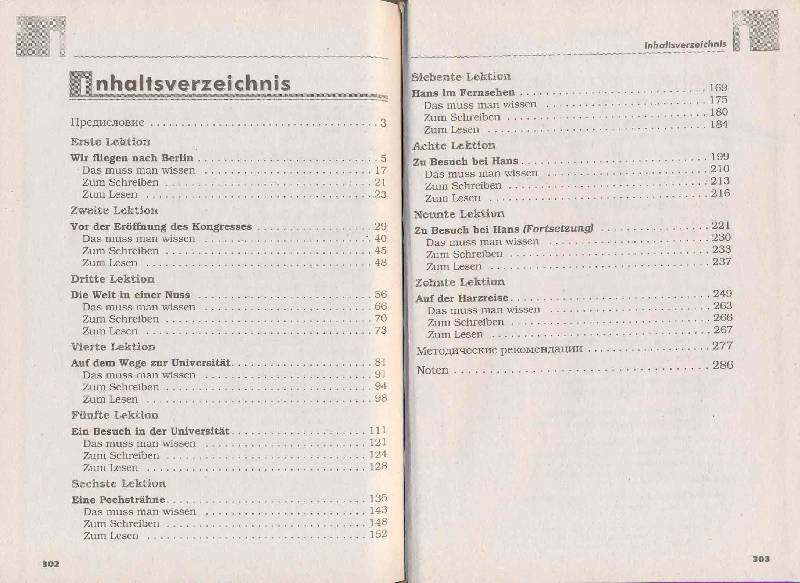 Inhaltsverzeichnis
Предисловие . . . . . . . . . . 3
Erste Lektion
Wir fliegen nach Berlin . . . . . . . . . . 5
Das muss man wissen . . . . . . . . . . 17
Zum Schreiben . . . . . . . . . . 21
Zum Lesen . . . . . . . . . . 23
Zweite Lektion
Vor der Eröffnung des Kongresses . . . . . . . . . . 29
Das muss man wissen . . . . . . . . . . 40
Zum Schreiben . . . . . . . . . . 45
Zum Lesen . . . . . . . . . . 48
Dritte Lektion
Die Welt in einer Nuss . . . . . . . . . . 56
Das muss man wissen . . . . . . . . . . 66
Zum Schreiben . . . . . . . . . . 70
Zum Lesen . . . . . . . . . . 73
Vierte Lektion
Auf dem Wege zur Universität . . . . . . . . . . 81
Das muss man wissen . . . . . . . . . . 91
Zum Schreiben . . . . . . . . . . 94
Zum Lesen . . . . . . . . . . 98
Fünfte Lektion
Ein Besuch in der Universität . . . . . . . . . . 111
Das muss man wissen . . . . . . . . . . 121
Zum Schreiben . . . . . . . . . . 124
Zum Lesen . . . . . . . . . . 128
Sechste Lektion
Eine Pechsträhne . . . . . . . . . . 135
Das muss man wissen . . . . . . . . . . 143
Zum Schreiben . . . . . . . . . . 148
Zum Lesen . . . . . . . . . . 152
302
Inhaltsverzeichnis
Siebente Lektion
Hans im Fernsehen . . . . . . . . . . 169
Das muss man wissen . . . . . . . . . . 175
Zum Schreiben . . . . . . . . . . 180
Zum Lesen . . . . . . . . . . 184
Achte Lektion
Zu Besuch bei Hans . . . . . . . . . . 199
Das muss man wissen . . . . . . . . . . 210
Zum Schreiben . . . . . . . . . . 213
Zum Lesen . . . . . . . . . . 216
Neunte Lektion
Zu Besuch bei Hans (Fortsetzung) . . . . . . . . . . 221
Das muss man wissen . . . . . . . . . . 230
Zum Schreiben . . . . . . . . . . 233
Zum Lesen . . . . . . . . . . 237
Zehnte Lektion
Auf der Harzreise . . . . . . . . . . 249
Das muss man wissen . . . . . . . . . . 263
Zum Schreiben . . . . . . . . . . 266
Zum Lesen . . . . . . . . . . 267
Методические рекомендации . . . . . . . . . . 277
Noten . . . . . . . . . . 286
303